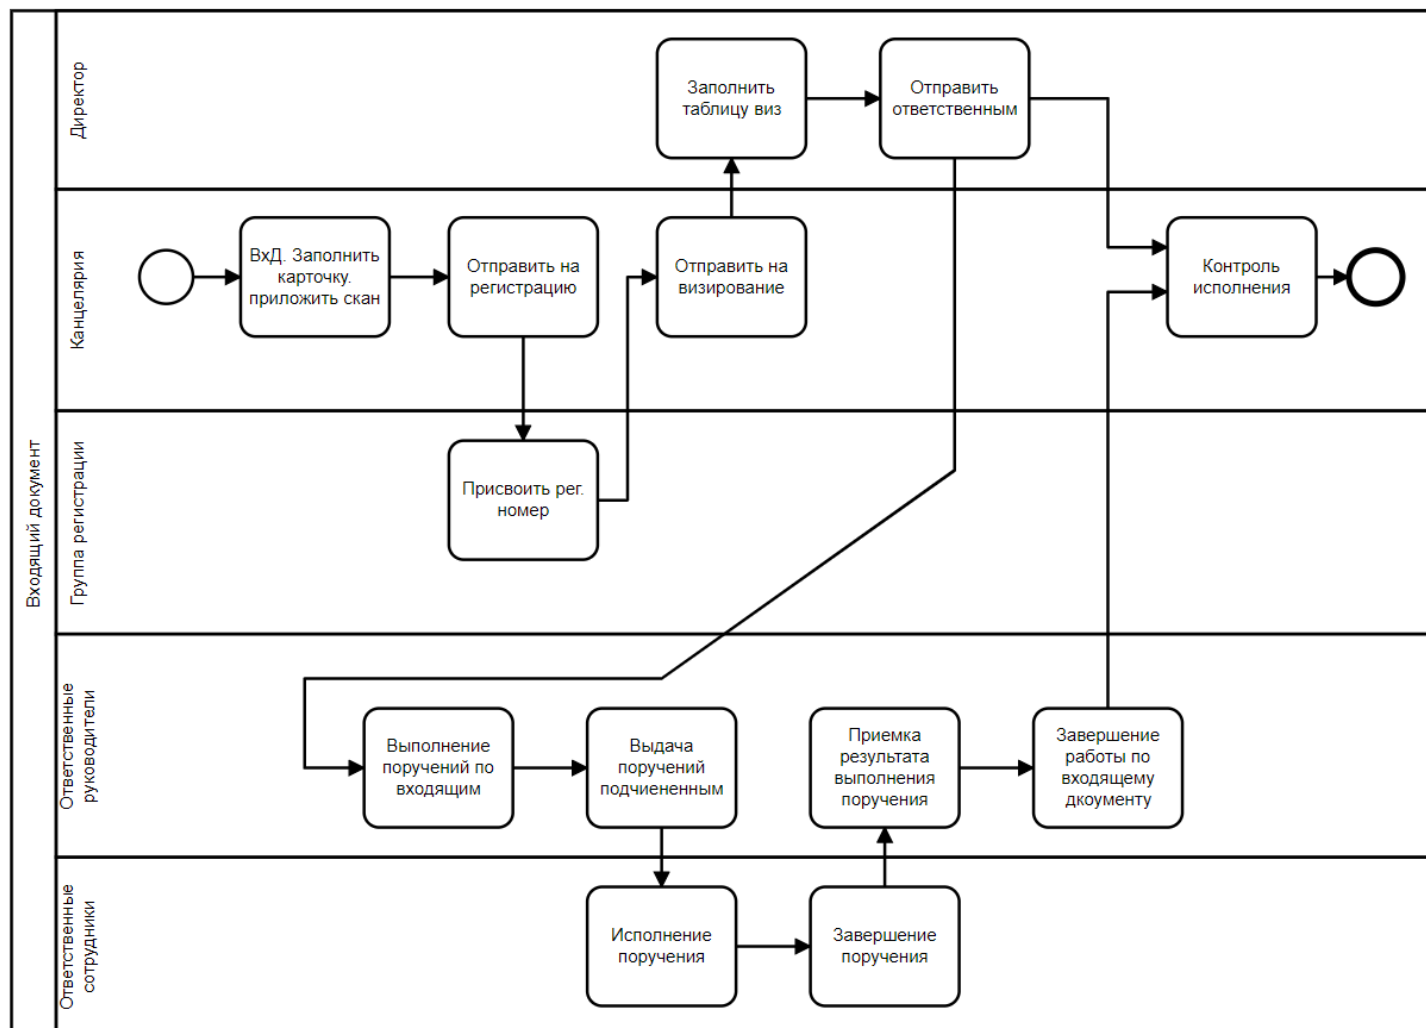 Входящий документ
Директор
Заполнить
таблицу виз
Отправить
ответственным
Канцелярия
ВхД. Заполнить
карточку.
приложить скан
Отправить на
регистрацию
Отправить на
визирование
Контроль
исполнения
Группа регистрации
Присвоить рег.
номер
Ответственные
руководители
Выполнение
поручений по
входящим
Выдача
поручений
подчиененным
Приемка
результата
выполнения
поручения
Завершение
работы по
входящему
дкоументу
Ответственные
сотрудники
Исполнение
поручения
Завершение
поручения